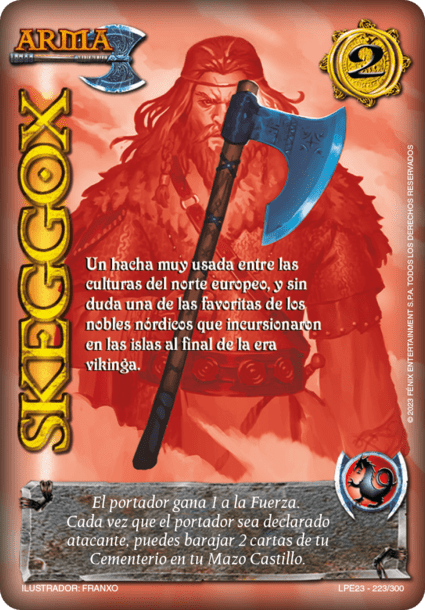 ARMA
2
SKEGGOX
Un hacha muy usada entre las
culturas del norte europeo, y sin
duda una de las favoritas de los
nobles nórdicos que incursionaron
en las islas al final de la era
vikinga.
© 2023 FÉNIX ENTERTAINMENT S.P.A. TODOS LOS DERECHOS RESERVADOS
El portador gana 1 a la Fuerza.
Cada vez que el portador sea declarado
atacante, puedes barajar 2 cartas de tu
Cementerio en tu Mazo Castillo.
ILUSTRADOR: FRANXO
LPE23 - 223/300